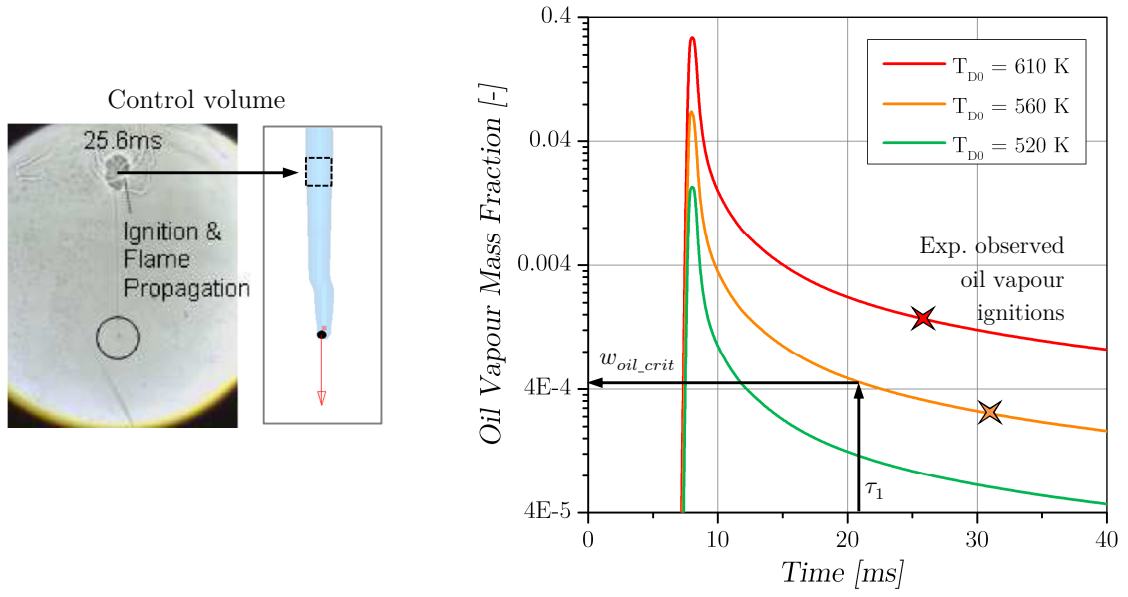 Control volume
25.6ms
Ignition &
Flame
Propagation
Oil Vapour Mass Fraction [-]
0.4
0.04
0.004
4E-4
4E-5
T_D0 = 610 K
T_D0 = 560 K
T_D0 = 520 K
Exp. observed
oil vapour
ignitions
w_oil_crit
τ_1
0
10
20
30
40
Time [ms]